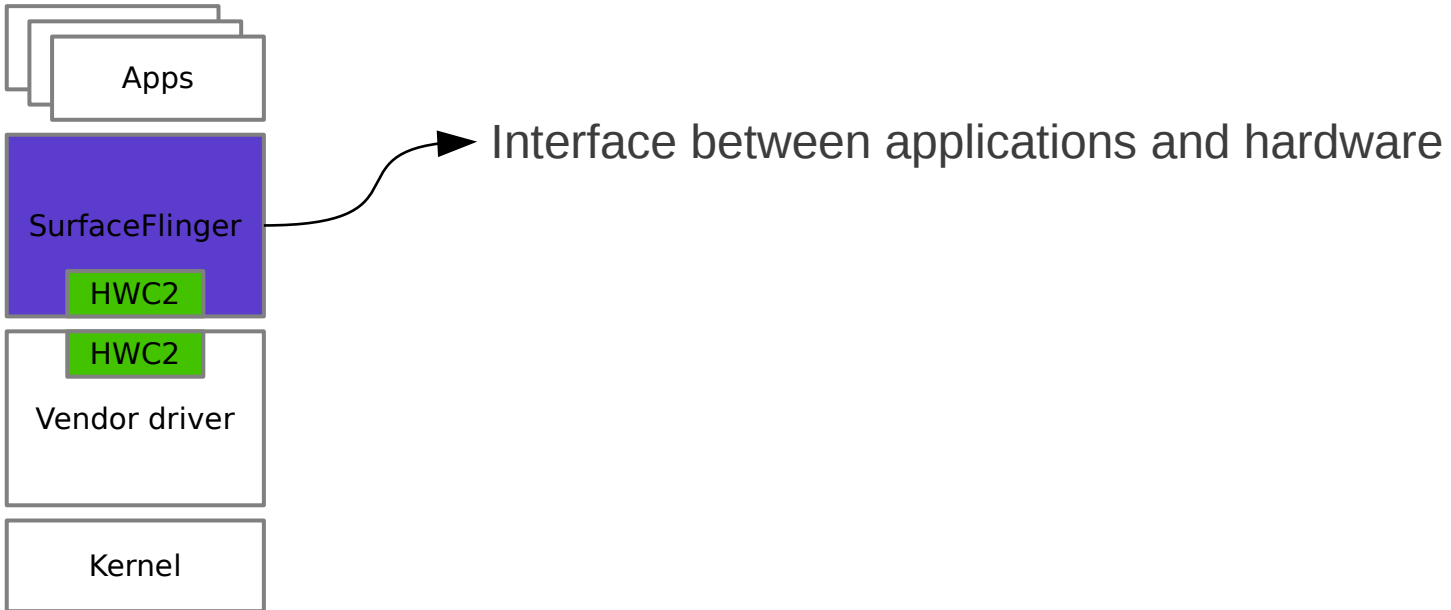 Apps
Interface between applications and hardware
SurfaceFlinger
HWC2
HWC2
Vendor driver
Kernel